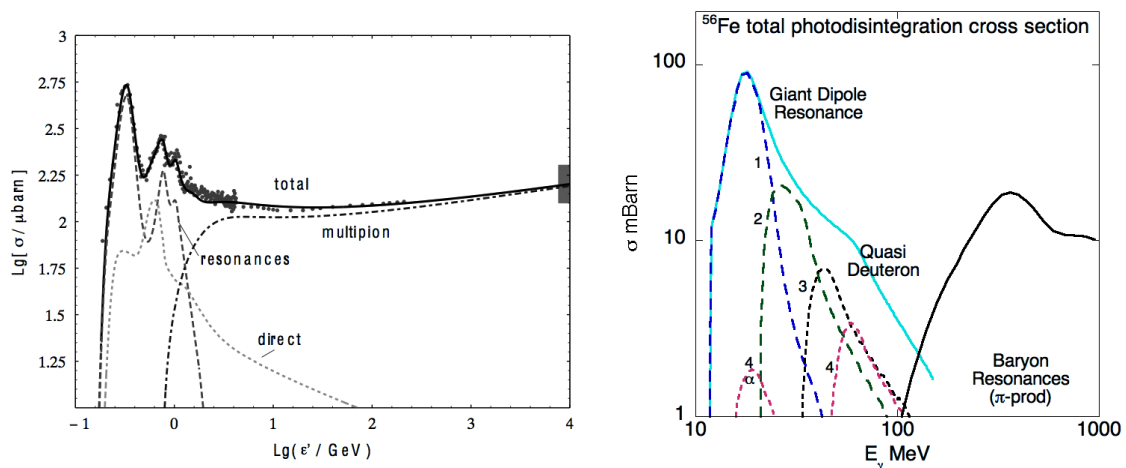 3
2.75
2.5
2.25
2
1.75
1.5
1.25
Lg[ σ / μbarn ]
total
multipion
resonances
direct
−1
0
1
2
3
4
Lg(ε'/ GeV)
⁵⁶Fe total photodisintegration cross section
100
10
1
σ mBarn
Giant Dipole
Resonance
1
2
Quasi
Deuteron
3
4
4
α
Baryon
Resonances
(π-prod)
10
100
1000
Eγ MeV